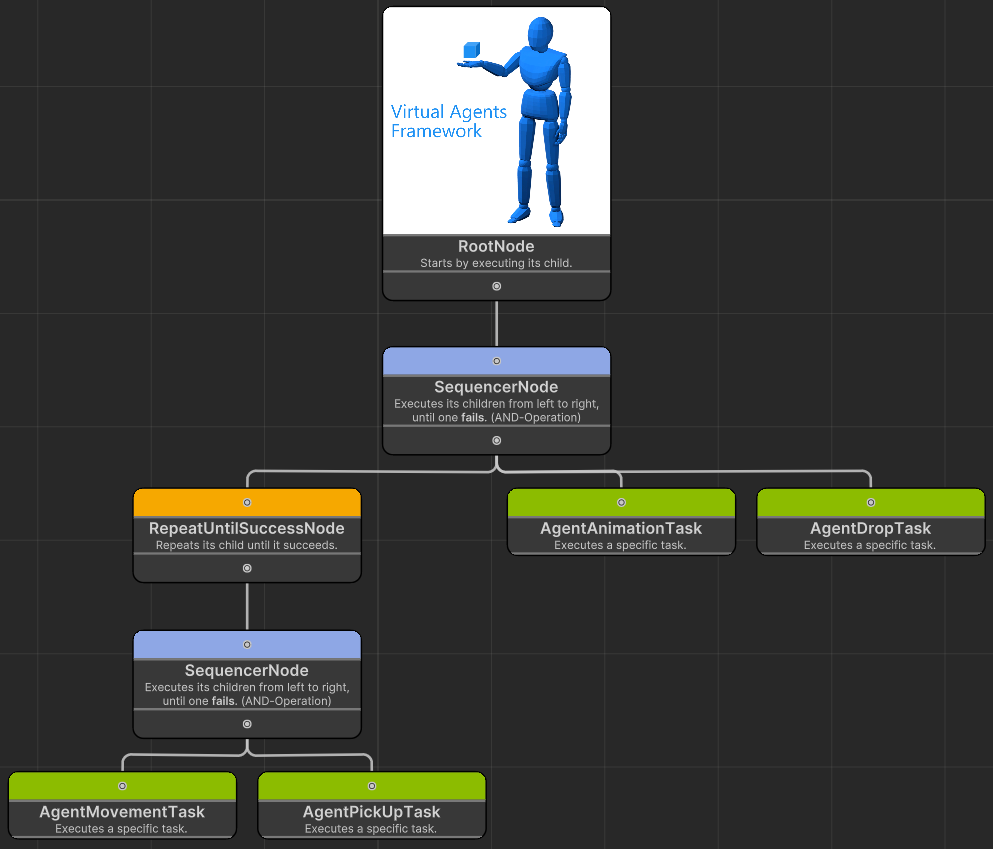 Virtual Agents
Framework
RootNode
Starts by executing its child.
SequencerNode
Executes its children from left to right,
until one fails. (AND-Operation)
RepeatUntilSuccessNode
Repeats its child until it succeeds.
AgentAnimationTask
Executes a specific task.
AgentDropTask
Executes a specific task.
SequencerNode
Executes its children from left to right,
until one fails. (AND-Operation)
AgentMovementTask
Executes a specific task.
AgentPickUpTask
Executes a specific task.